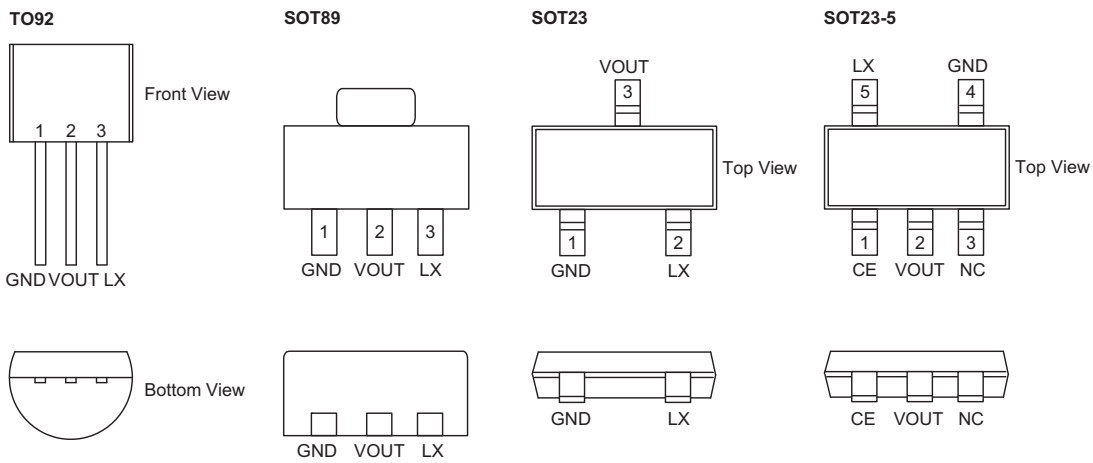 TO92 SOT89 SOT23 SOT23-5
VOUT LX GND
3 5 4
Front View
1 2 3
Top View Top View
1 2 3 1 2 1 2 3
GND VOUT LX GND VOUT LX GND LX CE VOUT NC
Bottom View
GND LX CE VOUT NC
GND VOUT LX